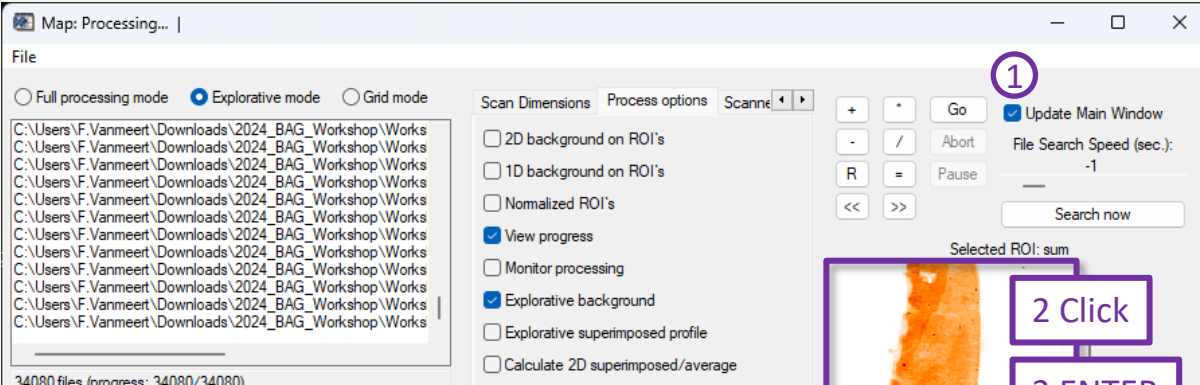 Map: Processing... |
File
Full processing mode Explorative mode Grid mode
C:\Users\F.Vanmeert\Downloads\2024_BAG_Workshop\Works
C:\Users\F.Vanmeert\Downloads\2024_BAG_Workshop\Works
C:\Users\F.Vanmeert\Downloads\2024_BAG_Workshop\Works
C:\Users\F.Vanmeert\Downloads\2024_BAG_Workshop\Works
C:\Users\F.Vanmeert\Downloads\2024_BAG_Workshop\Works
C:\Users\F.Vanmeert\Downloads\2024_BAG_Workshop\Works
C:\Users\F.Vanmeert\Downloads\2024_BAG_Workshop\Works
C:\Users\F.Vanmeert\Downloads\2024_BAG_Workshop\Works
C:\Users\F.Vanmeert\Downloads\2024_BAG_Workshop\Works
C:\Users\F.Vanmeert\Downloads\2024_BAG_Workshop\Works
C:\Users\F.Vanmeert\Downloads\2024_BAG_Workshop\Works
C:\Users\F.Vanmeert\Downloads\2024_BAG_Workshop\Works
34080 files (progress: 34080/34080)
Scan Dimensions Process options Scanne
2D background on ROI`s
1D background on ROI`s
Normalized ROI`s
View progress
Monitor processing
Explorative background
Explorative superimposed profile
Calculate 2D superimposed/average
+ * Go
- / Abort
R = Pause
<< >>
1
Update Main Window
File Search Speed (sec.):
-1
Search now
Selected ROI: sum
2 Click
3 ENTER